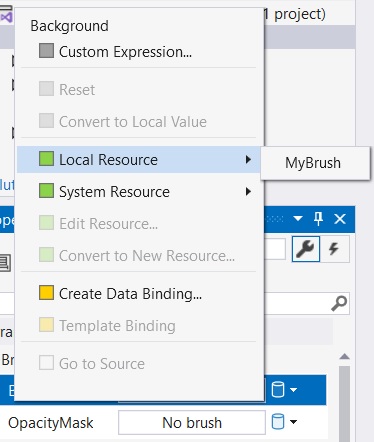 1 project)
Background
Custom Expression...
Reset
Convert to Local Value
Local Resource
MyBrush
System Resource
Edit Resource...
Convert to New Resource...
Create Data Binding...
Template Binding
Go to Source
OpacityMask
No brush